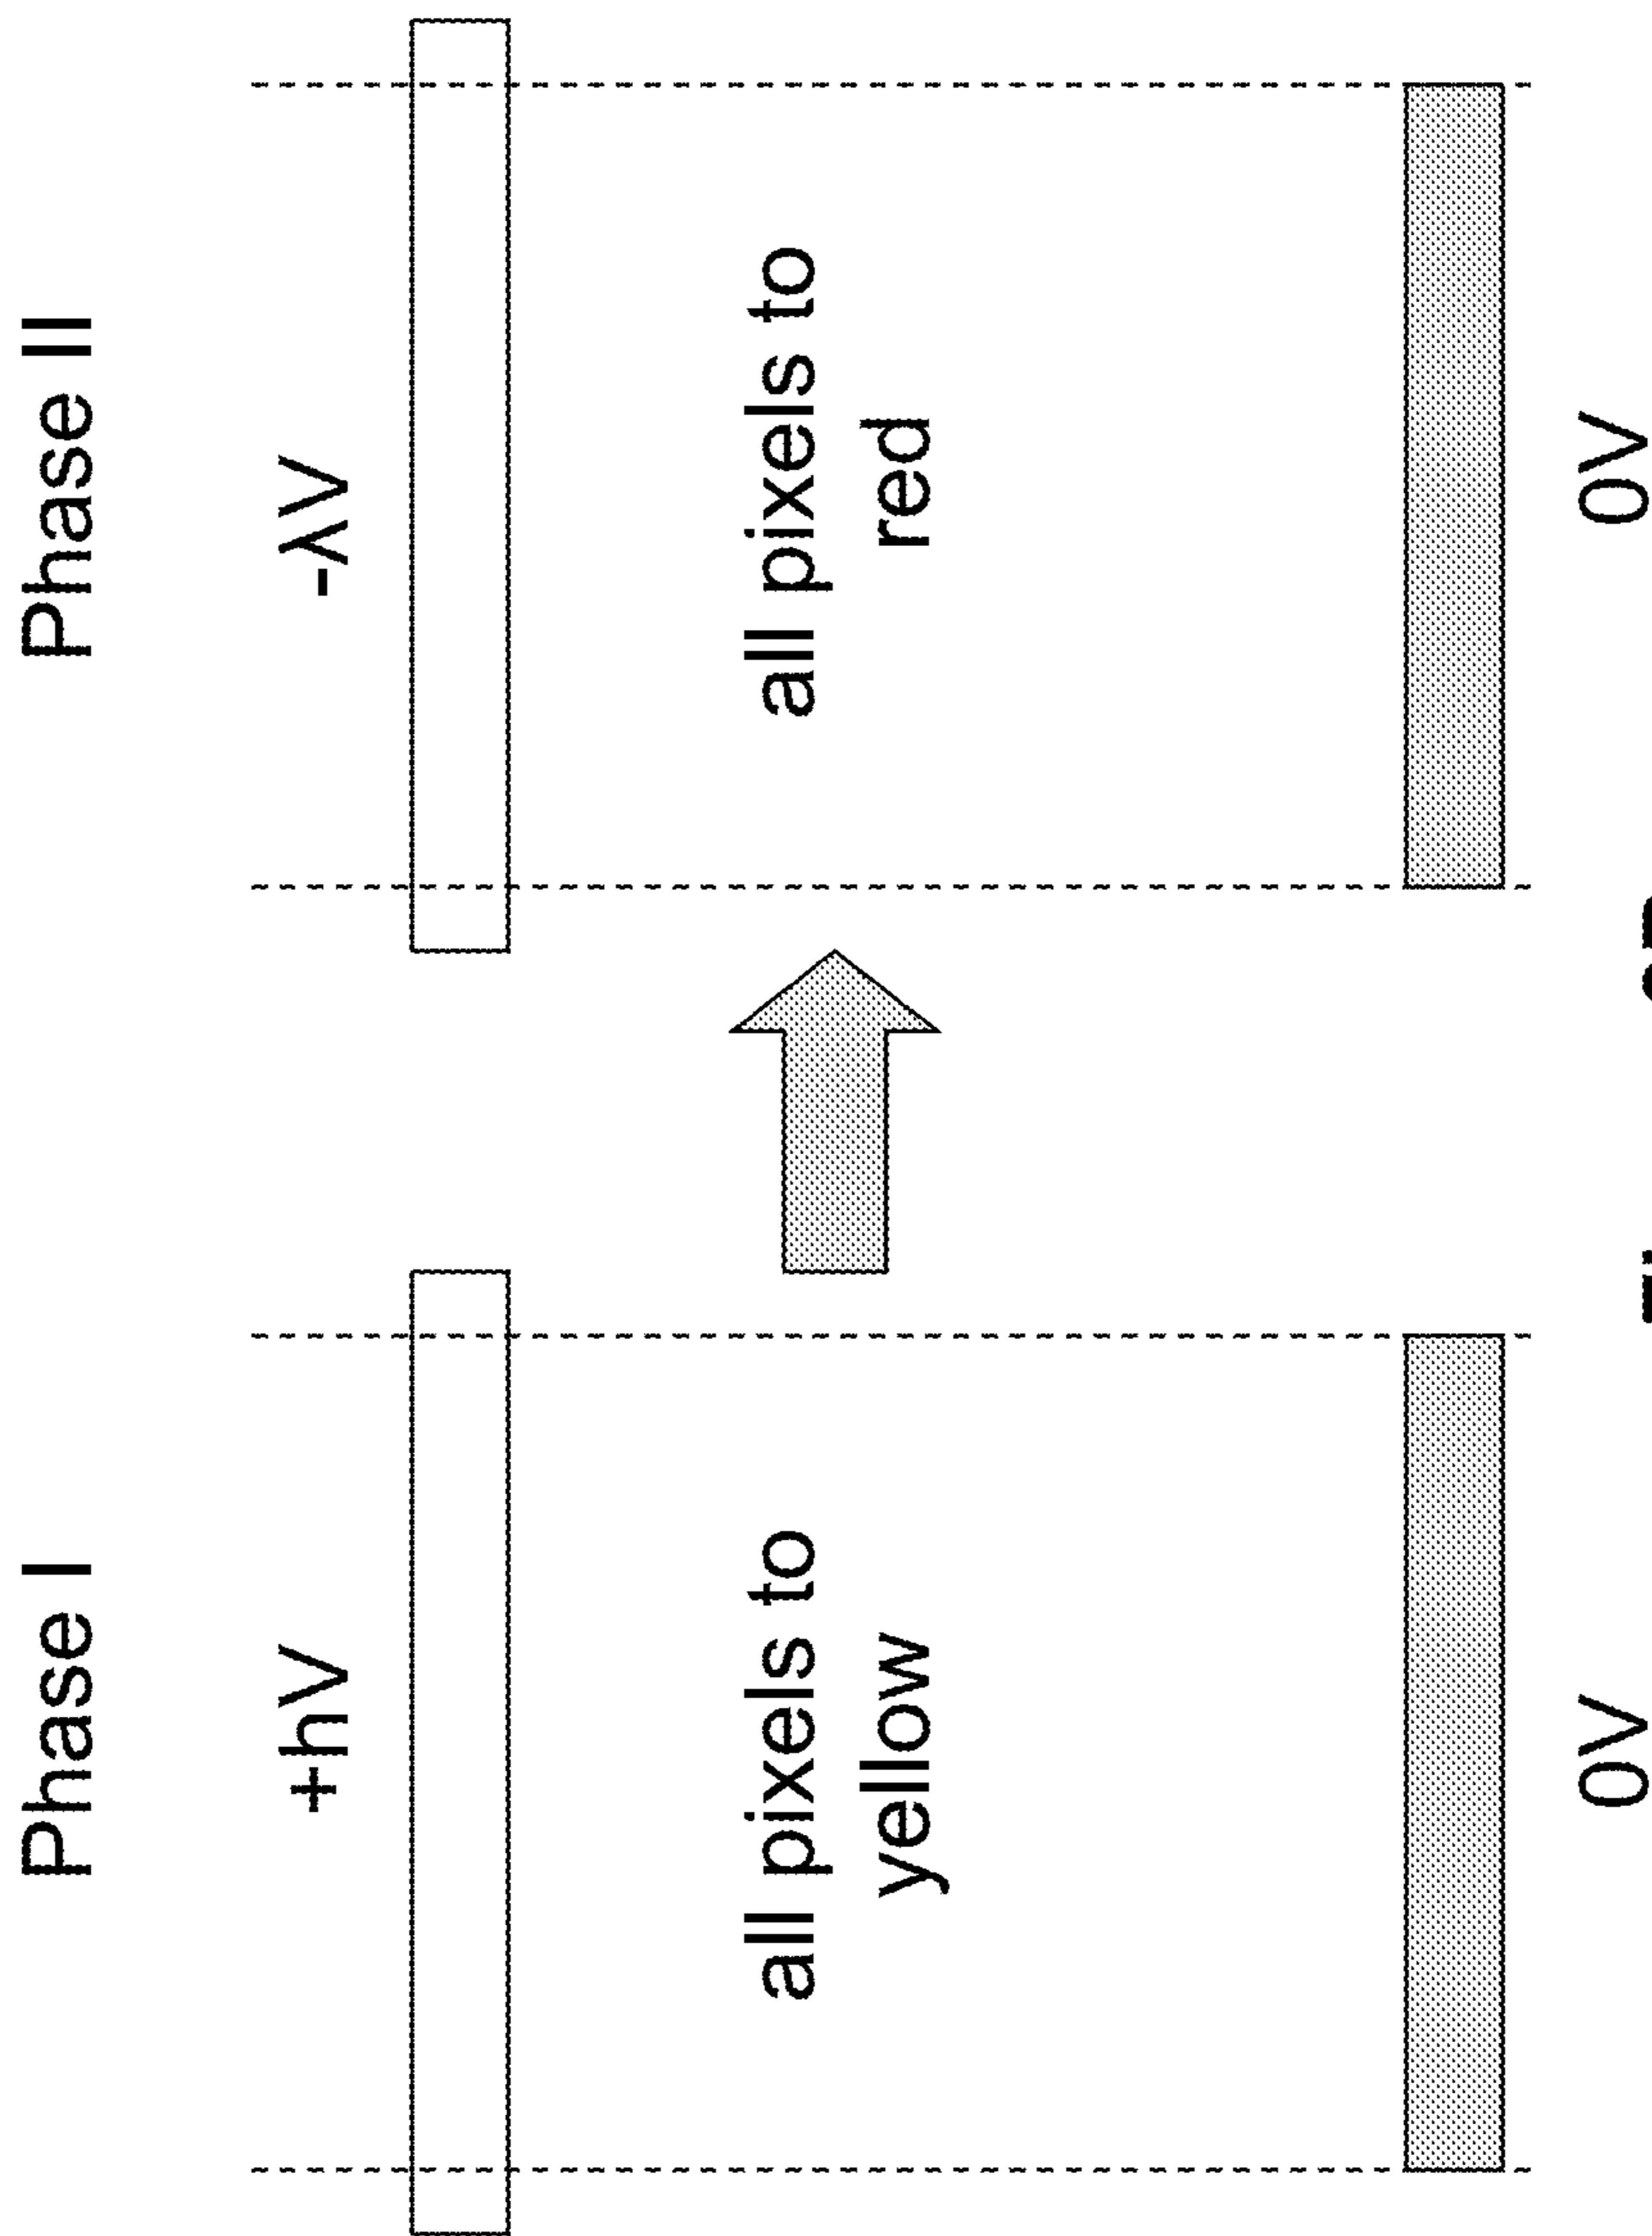 Phase I
+hV
all pixels to
yellow
0V
Phase II
-λV
all pixels to
red
0V